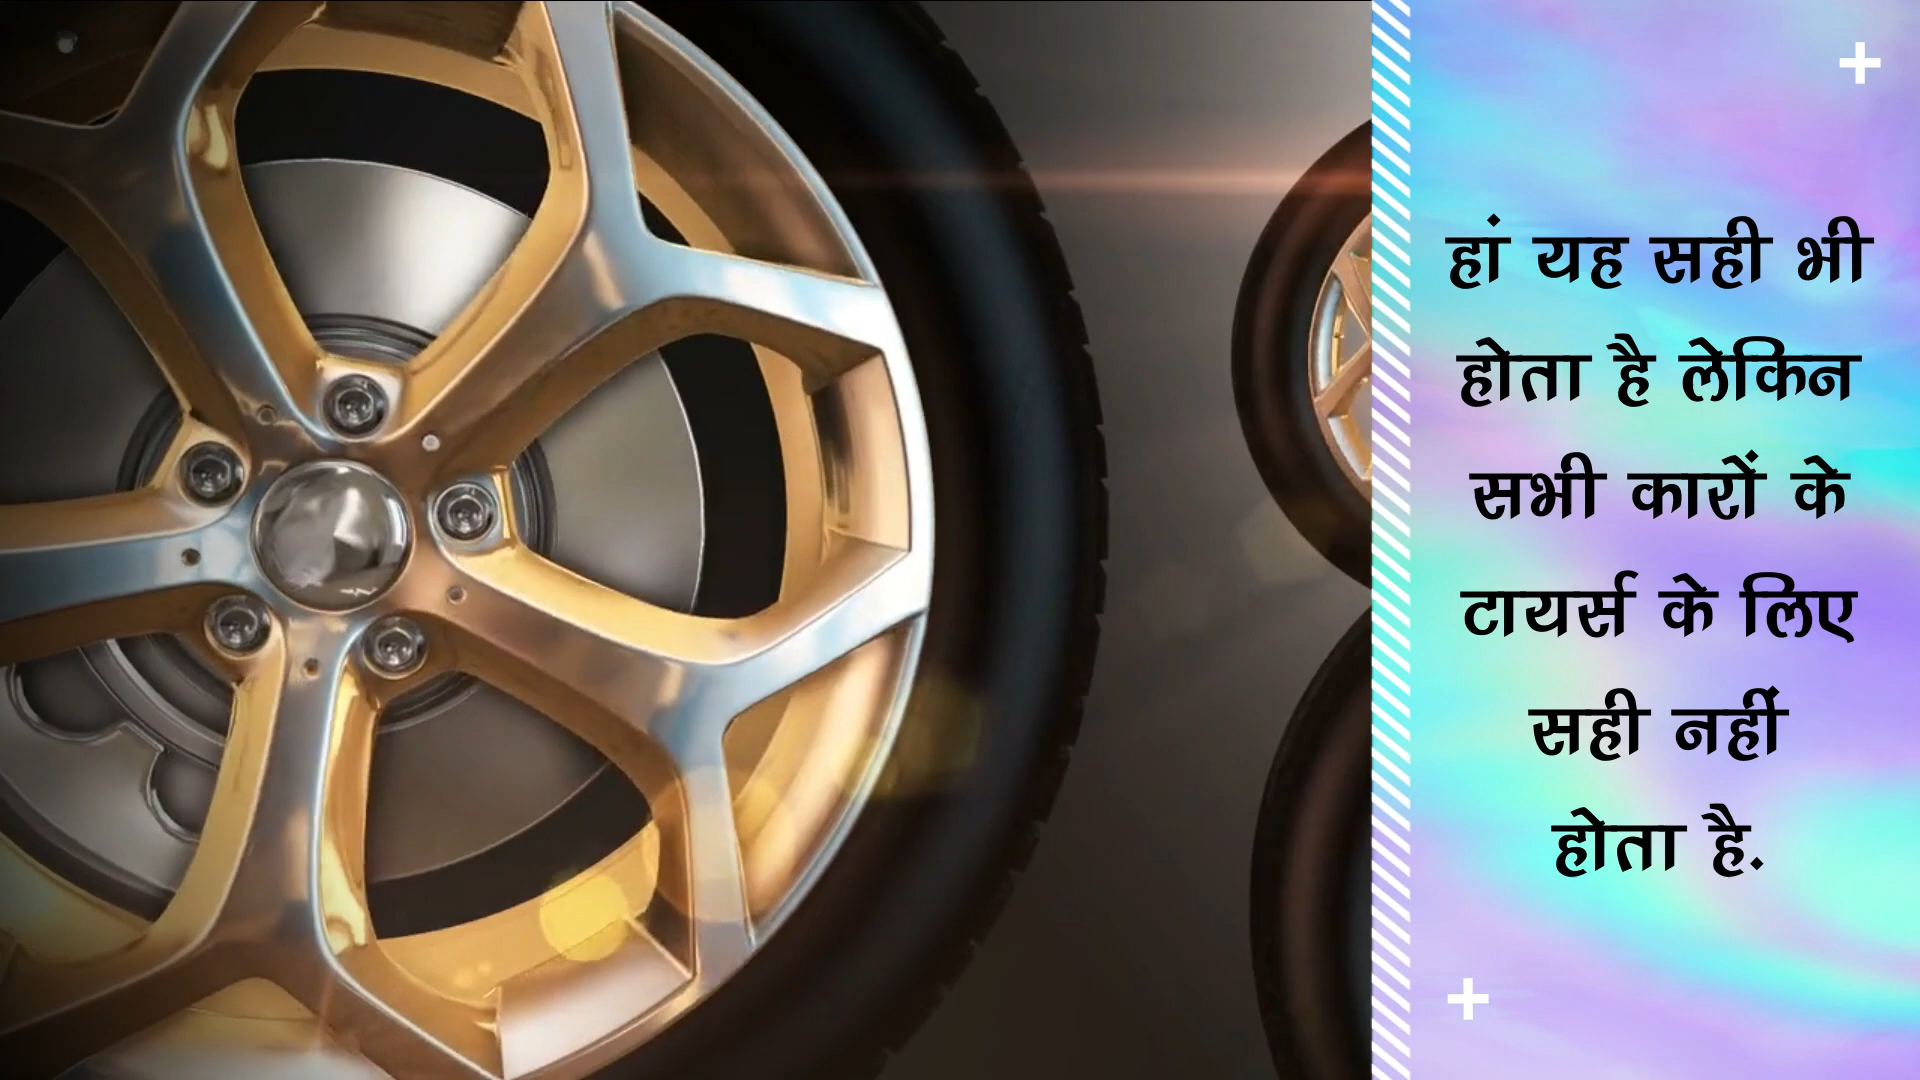 हां यह सही भी
होता है लेकिन
सभी कारों के
टायर्स के लिए
सही नहीं
होता है.